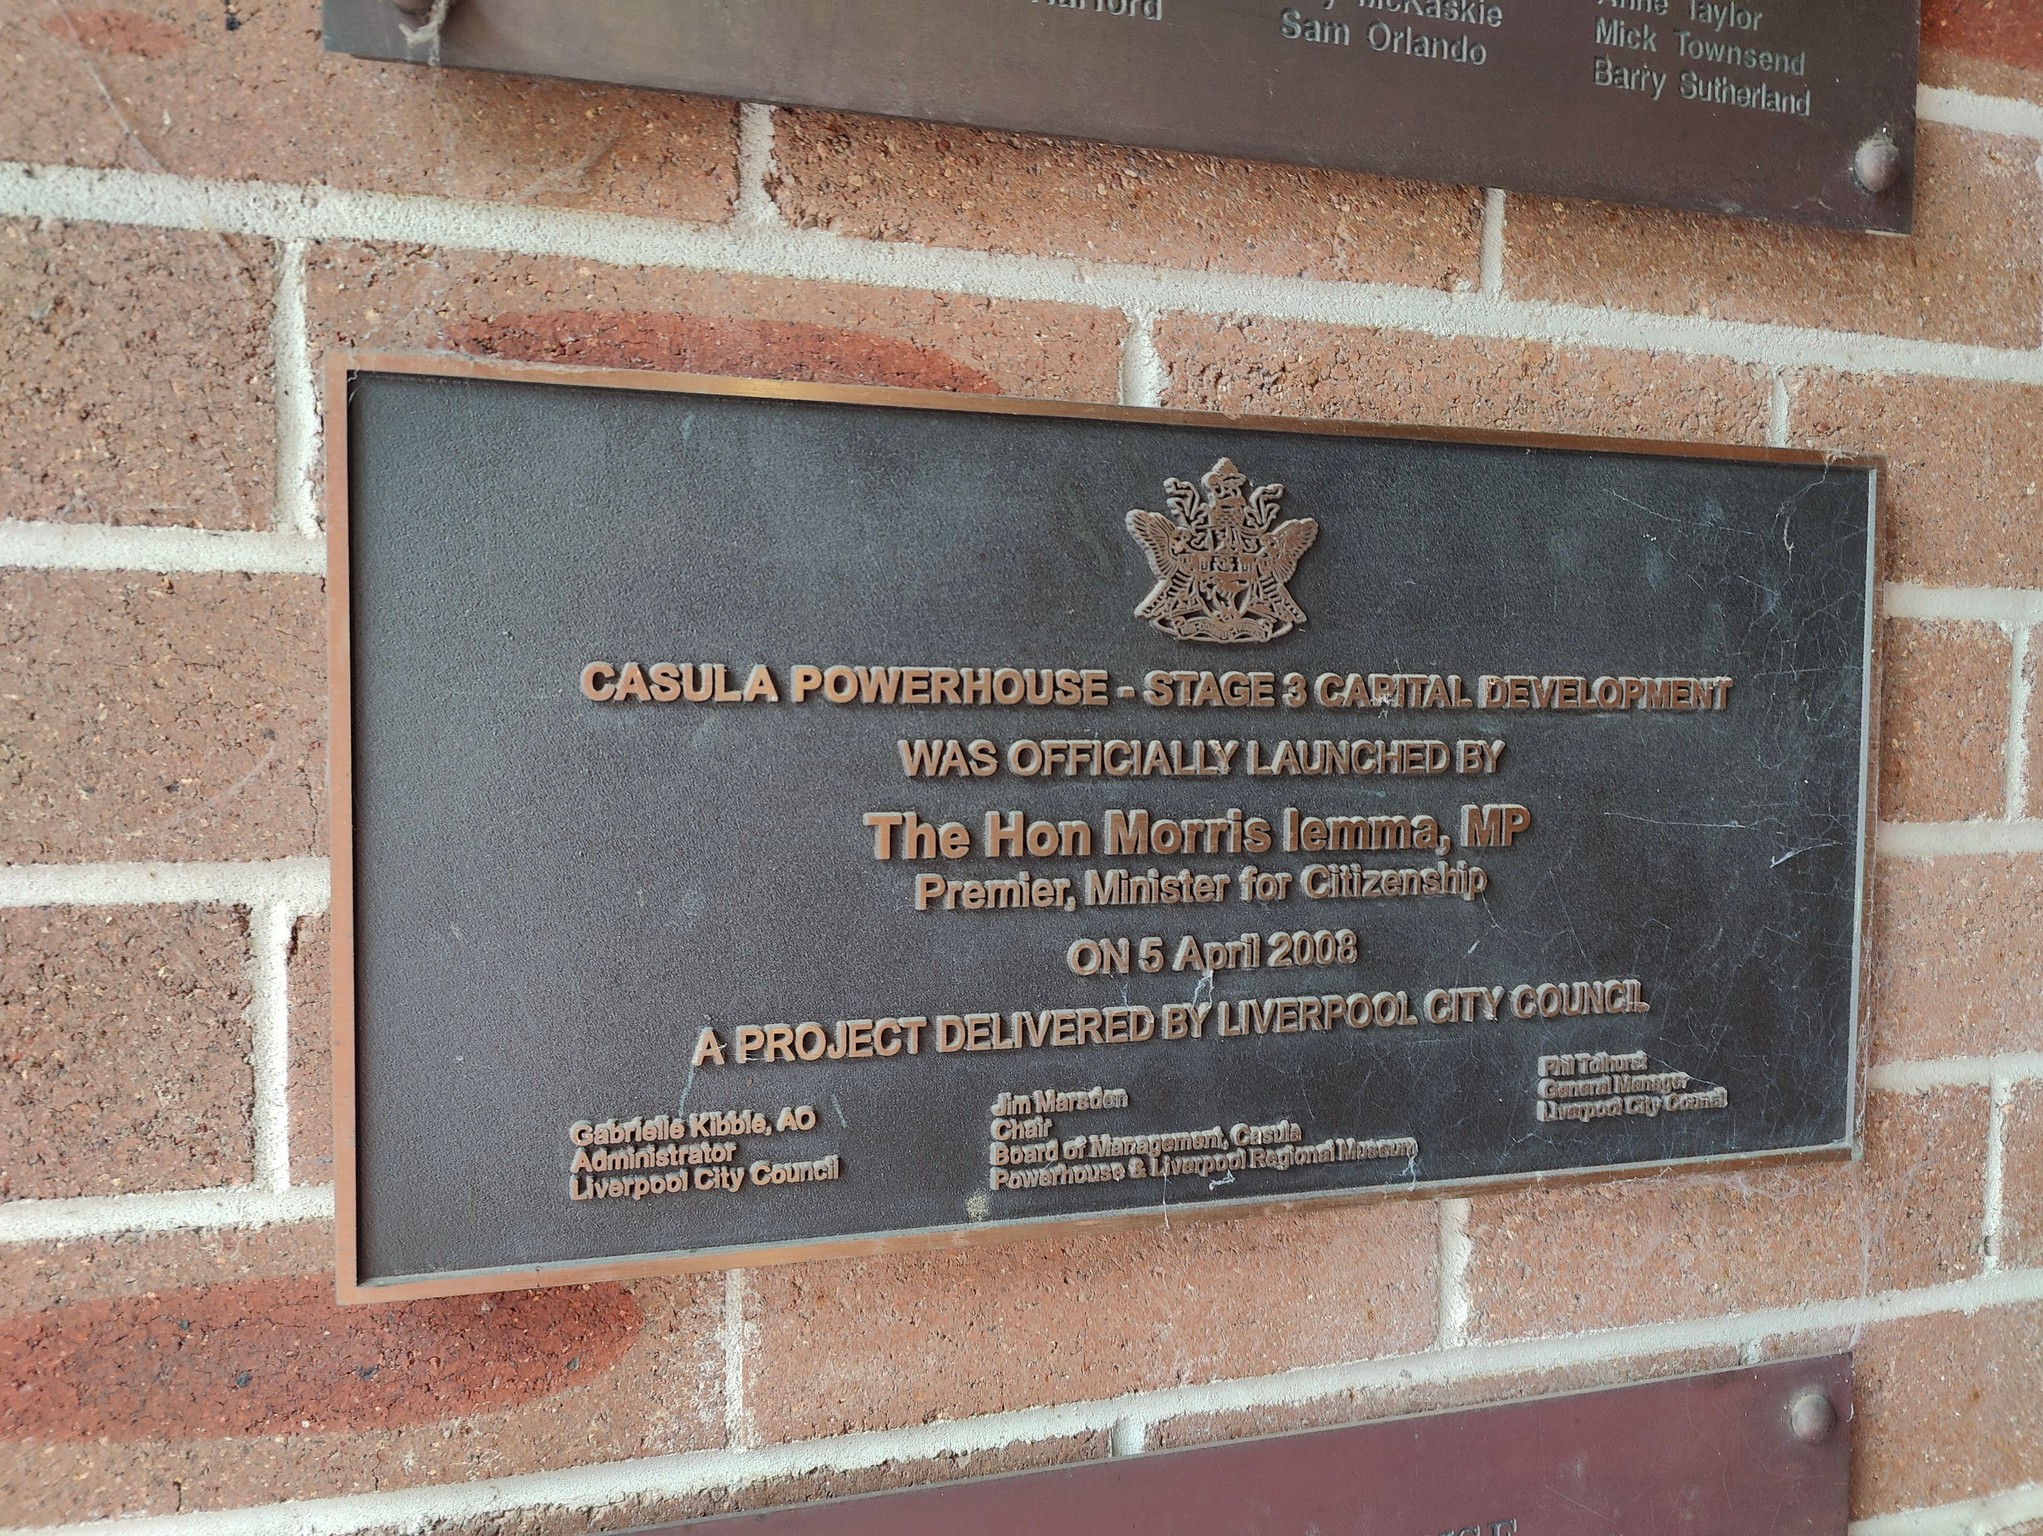 McKaskie
Sam Orlando
Anne Taylor
Mick Townsend
Barry Sutherland
CASULA POWERHOUSE - STAGE 3 CAPITAL DEVELOPMENT
WAS OFFICIALLY LAUNCHED BY
The Hon Morris Iemma, MP
Premier, Minister for Citizenship
ON 5 April 2008
A PROJECT DELIVERED BY LIVERPOOL CITY COUNCIL
Gabrielle Kibble, AO
Administrator
Liverpool City Council
Jim Marsden
Chair
Board of Management, Casula
Powerhouse & Liverpool Regional Museum
Phil Tolhurst
General Manager
Liverpool City Council